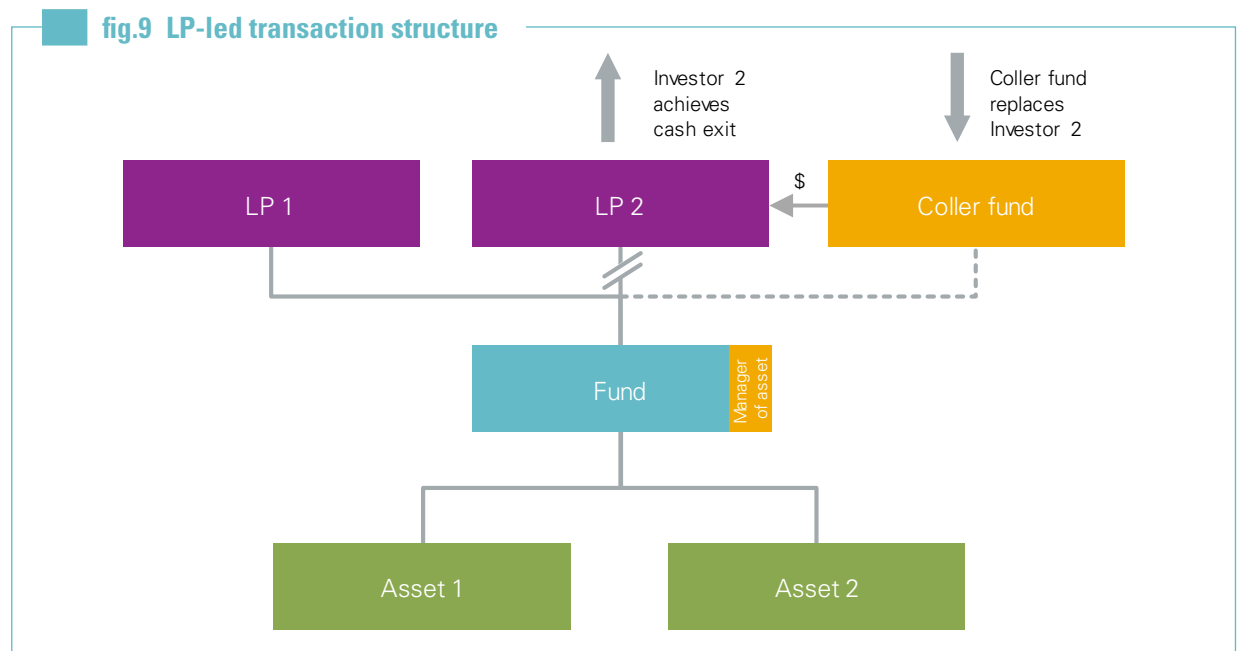 fig.9 LP-led transaction structure
Investor 2
achieves
cash exit
Coller fund
replaces
Investor 2
LP 1
LP 2
$
Coller fund
Fund
Manager
of asset
Asset 1
Asset 2